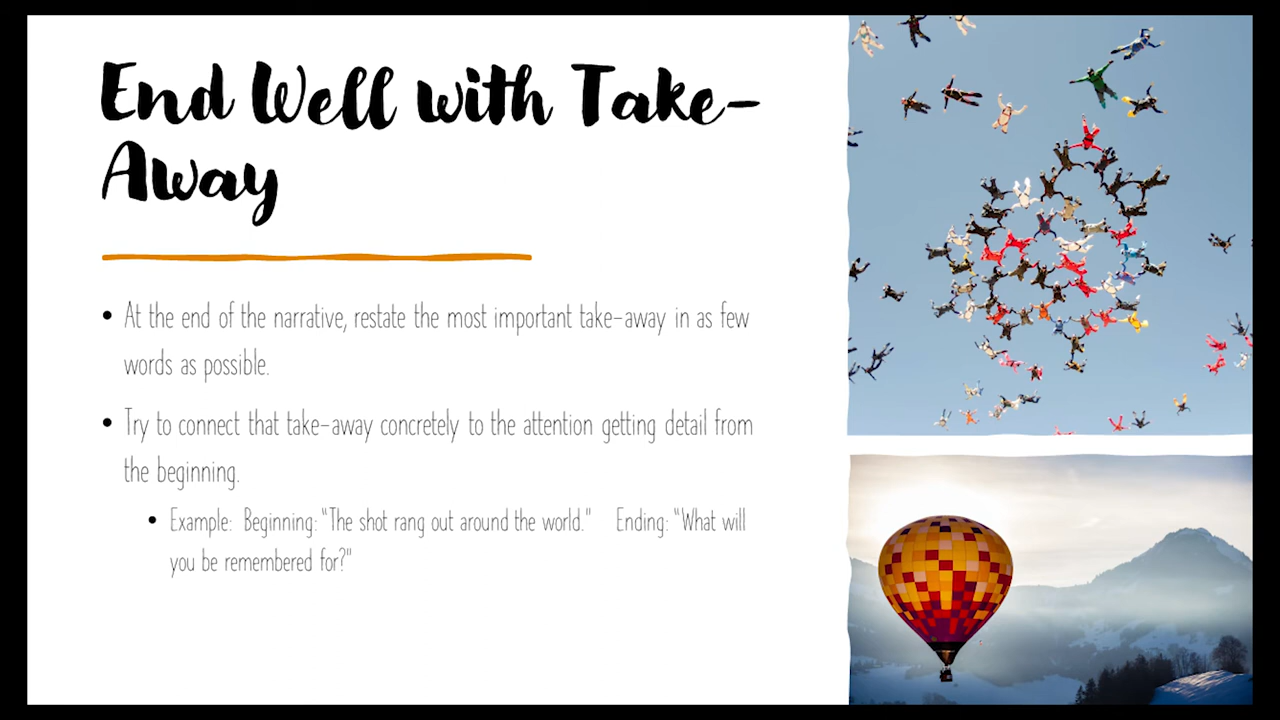 End Well with Take-
Away
• At the end of the narrative, restate the most important take-away in as few
words as possible.
• Try to connect that take-away concretely to the attention getting detail from
the beginning.
• Example: Beginning: "The shot rang out around the world." Ending: "What will
you be remembered for?"